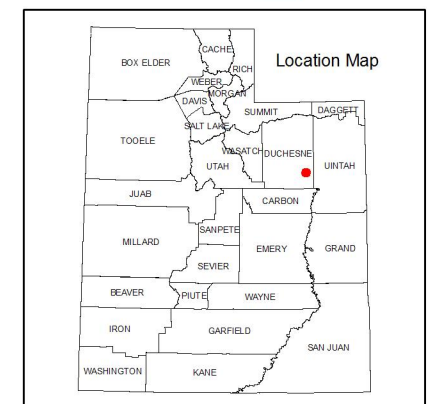 Location Map
CACHE
BOX ELDER
RICH
WEBER
MORGAN
DAVIS
SUMMIT
DAGGETT
SALT LAKE
TOOELE
WASATCH
DUCHESNE
UINTAH
UTAH
JUAB
CARBON
SANPETE
MILLARD
EMERY
GRAND
SEVIER
BEAVER
PIUTE
WAYNE
IRON
GARFIELD
SAN JUAN
WASHINGTON
KANE